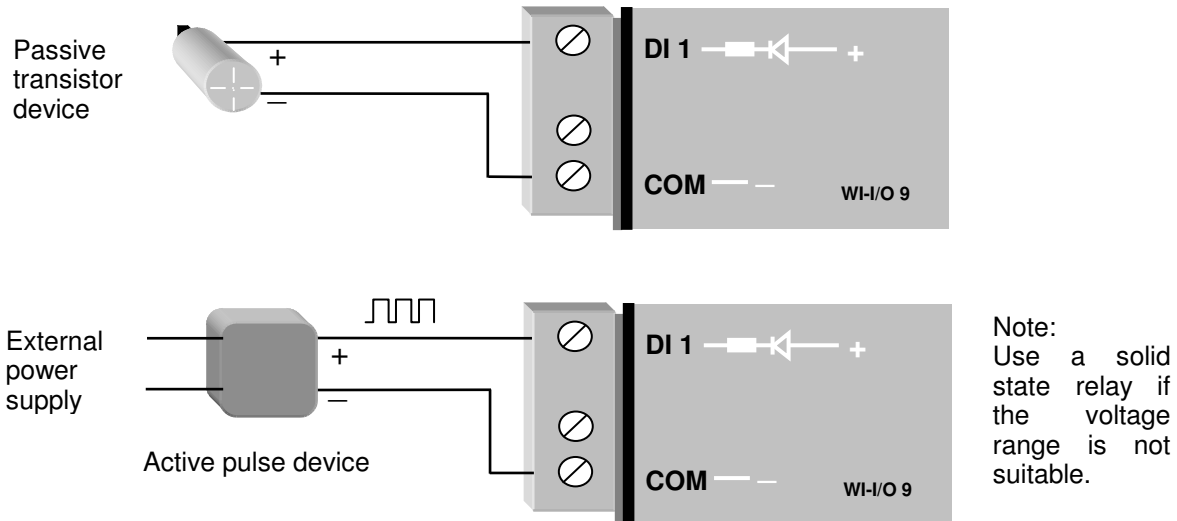 Passive
transistor
device
+
—
DI 1
+
COM
—
WI-I/O 9
External
power
supply
+
—
Active pulse device
DI 1
+
COM
—
WI-I/O 9
Note:
Use a solid
state relay if
the voltage
range is not
suitable.